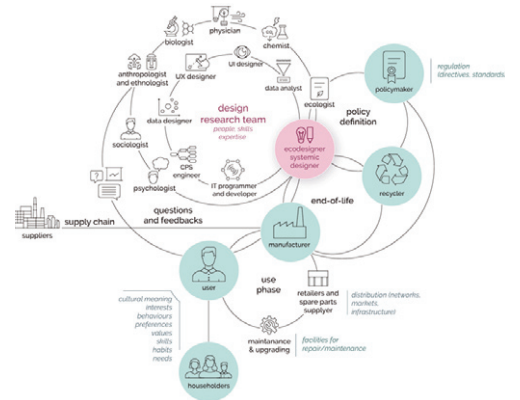 physician
biologist
chemist
UI designer
UX designer
anthropologist
and ethnologist
data analyst
ecologist
policymaker
regulation
(directives, standards)
design
research team
people, skills
expertise
policy
definition
data designer
sociologist
ecodesigner
systemic
designer
CPS
engineer
psychologist
IT programmer
and developer
recycler
end-of-life
suppliers
supply chain
questions
and feedbacks
manufacturer
user
use
phase
retailers and
spare parts
supplyer
distribution (networks,
markets,
infrastructure)
cultural meaning
interests
behaviours
preferences
values
skills
habits
needs
maintanance
& upgrading
facilities for
repair/maintenance
householders